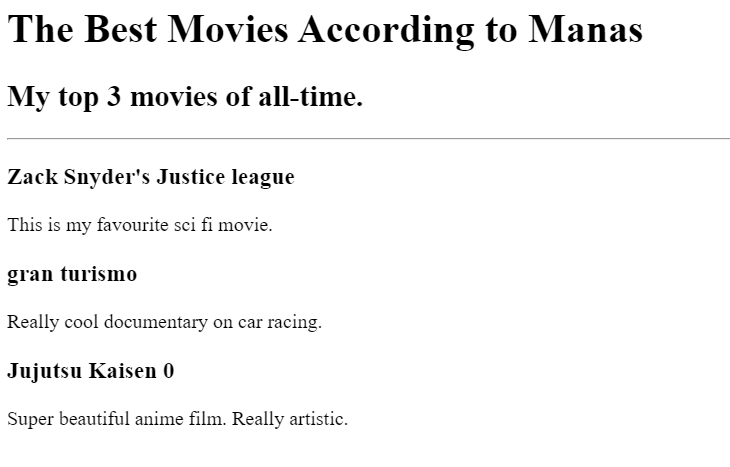 The Best Movies According to Manas
My top 3 movies of all-time.
Zack Snyder's Justice league
This is my favourite sci fi movie.
gran turismo
Really cool documentary on car racing.
Jujutsu Kaisen 0
Super beautiful anime film. Really artistic.